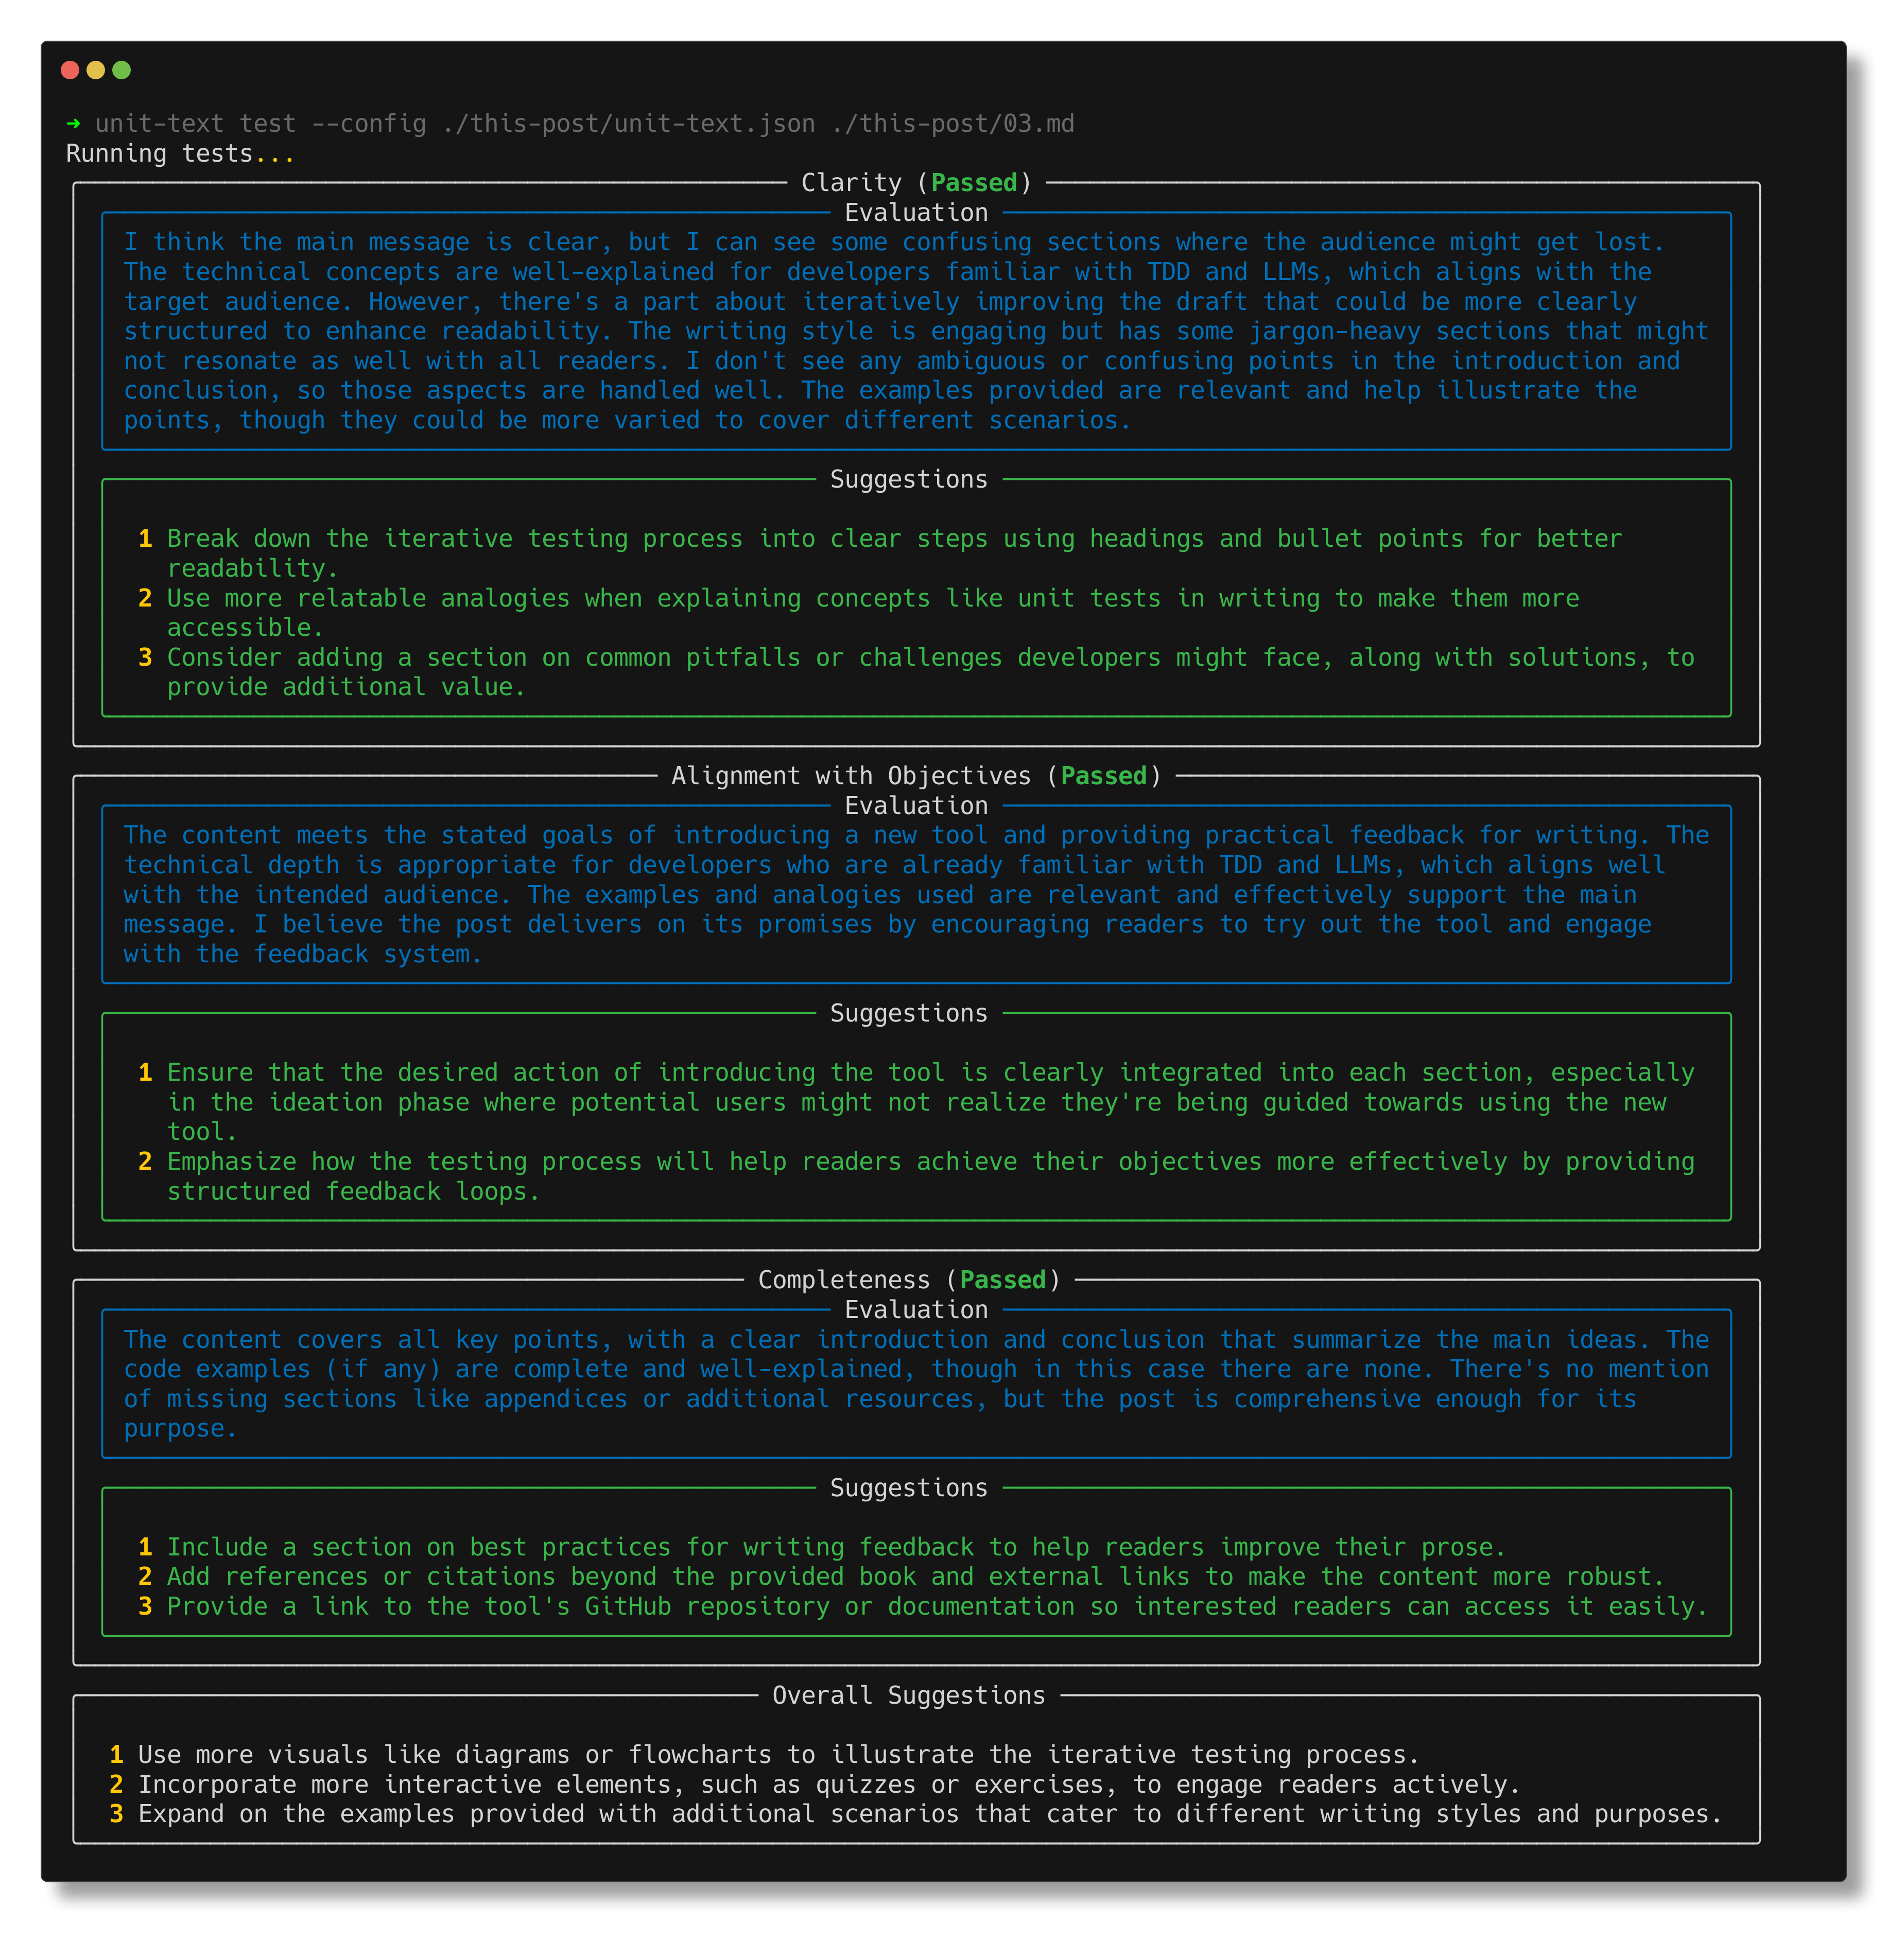 ➜ unit-text test --config ./this-post/unit-text.json ./this-post/03.md
Running tests...
Clarity (Passed)
Evaluation
I think the main message is clear, but I can see some confusing sections where the audience might get lost.
The technical concepts are well-explained for developers familiar with TDD and LLMs, which aligns with the
target audience. However, there's a part about iteratively improving the draft that could be more clearly
structured to enhance readability. The writing style is engaging but has some jargon-heavy sections that might
not resonate as well with all readers. I don't see any ambiguous or confusing points in the introduction and
conclusion, so those aspects are handled well. The examples provided are relevant and help illustrate the
points, though they could be more varied to cover different scenarios.
Suggestions
1 Break down the iterative testing process into clear steps using headings and bullet points for better
readability.
2 Use more relatable analogies when explaining concepts like unit tests in writing to make them more
accessible.
3 Consider adding a section on common pitfalls or challenges developers might face, along with solutions, to
provide additional value.
Alignment with Objectives (Passed)
Evaluation
The content meets the stated goals of introducing a new tool and providing practical feedback for writing. The
technical depth is appropriate for developers who are already familiar with TDD and LLMs, which aligns well
with the intended audience. The examples and analogies used are relevant and effectively support the main
message. I believe the post delivers on its promises by encouraging readers to try out the tool and engage
with the feedback system.
Suggestions
1 Ensure that the desired action of introducing the tool is clearly integrated into each section, especially
in the ideation phase where potential users might not realize they're being guided towards using the new
tool.
2 Emphasize how the testing process will help readers achieve their objectives more effectively by providing
structured feedback loops.
Completeness (Passed)
Evaluation
The content covers all key points, with a clear introduction and conclusion that summarize the main ideas. The
code examples (if any) are complete and well-explained, though in this case there are none. There's no mention
of missing sections like appendices or additional resources, but the post is comprehensive enough for its
purpose.
Suggestions
1 Include a section on best practices for writing feedback to help readers improve their prose.
2 Add references or citations beyond the provided book and external links to make the content more robust.
3 Provide a link to the tool's GitHub repository or documentation so interested readers can access it easily.
Overall Suggestions
1 Use more visuals like diagrams or flowcharts to illustrate the iterative testing process.
2 Incorporate more interactive elements, such as quizzes or exercises, to engage readers actively.
3 Expand on the examples provided with additional scenarios that cater to different writing styles and purposes.